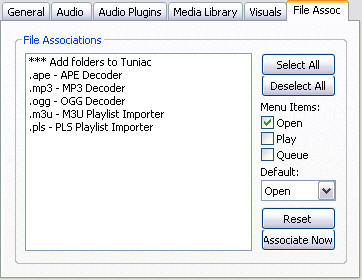 General Audio Audio Plugins Media Library Visuals File Assoc
File Associations
*** Add folders to Tuniac
.ape - APE Decoder
.mp3 - MP3 Decoder
.ogg - OGG Decoder
.m3u - M3U Playlist Importer
.pls - PLS Playlist Importer
Select All
Deselect All
Menu Items:
Open
Play
Queue
Default:
Open
Reset
Associate Now